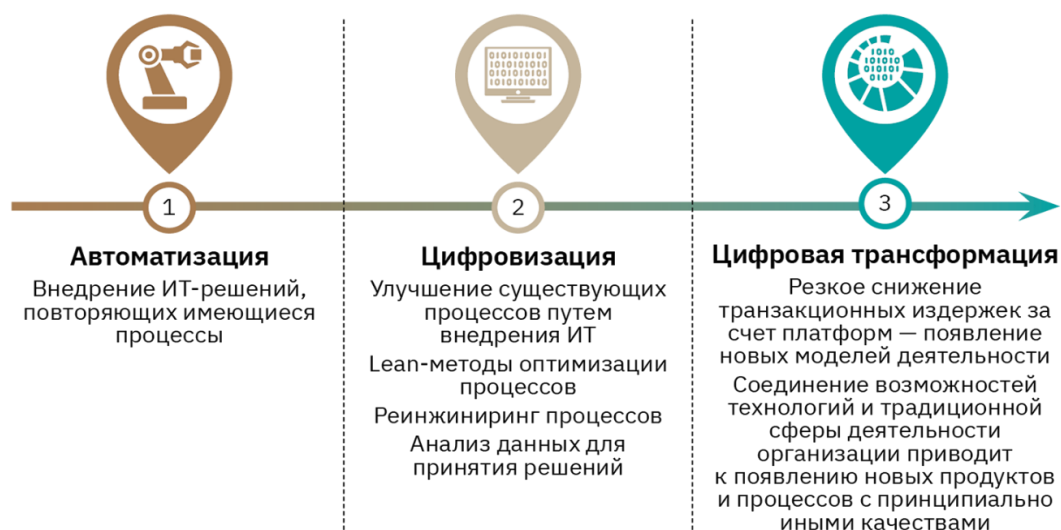 1
Автоматизация
Внедрение ИТ-решений,
повторяющих имеющиеся
процессы
2
Цифровизация
Улучшение существующих
процессов путем
внедрения ИТ
Lean-методы оптимизации
процессов
Реинжиниринг процессов
Анализ данных для
принятия решений
3
Цифровая трансформация
Резкое снижение
транзакционных издержек за
счет платформ — появление
новых моделей деятельности
Соединение возможностей
технологий и традиционной
сферы деятельности
организации приводит
к появлению новых продуктов
и процессов с принципиально
иными качествами